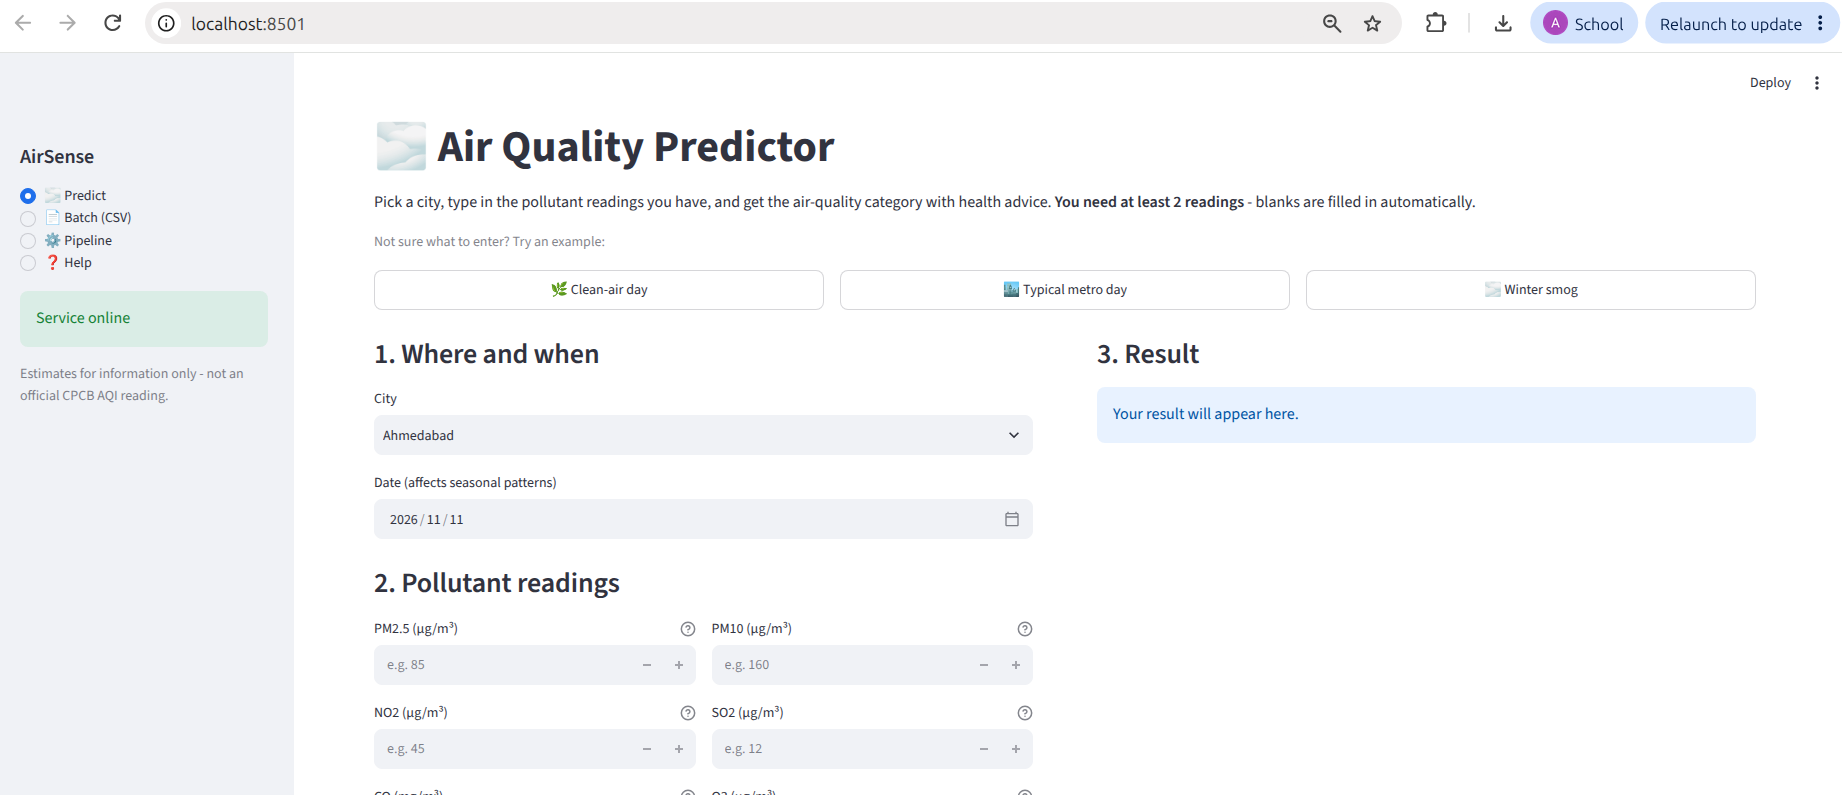 localhost:8501
A School
Relaunch to update
Deploy
AirSense
Predict
Batch (CSV)
Pipeline
Help
Service online
Estimates for information only - not an
official CPCB AQI reading.
Air Quality Predictor
Pick a city, type in the pollutant readings you have, and get the air-quality category with health advice. You need at least 2 readings - blanks are filled in automatically.
Not sure what to enter? Try an example:
Clean-air day
Typical metro day
Winter smog
1. Where and when
City
Ahmedabad
Date (affects seasonal patterns)
2026/11/11
2. Pollutant readings
PM2.5 (μg/m³)
PM10 (μg/m³)
e.g. 85
e.g. 160
NO2 (μg/m³)
SO2 (μg/m³)
e.g. 45
e.g. 12
3. Result
Your result will appear here.